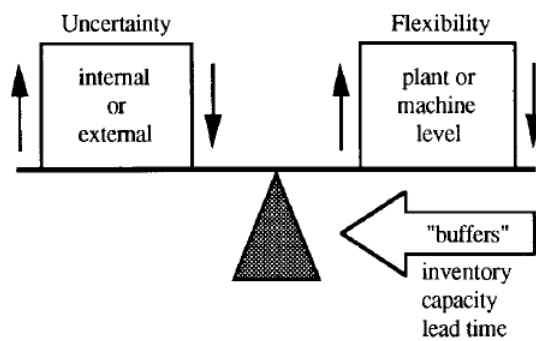 Uncertainty
internal
or
external
Flexibility
plant or
machine
level
"buffers"
inventory
capacity
lead time